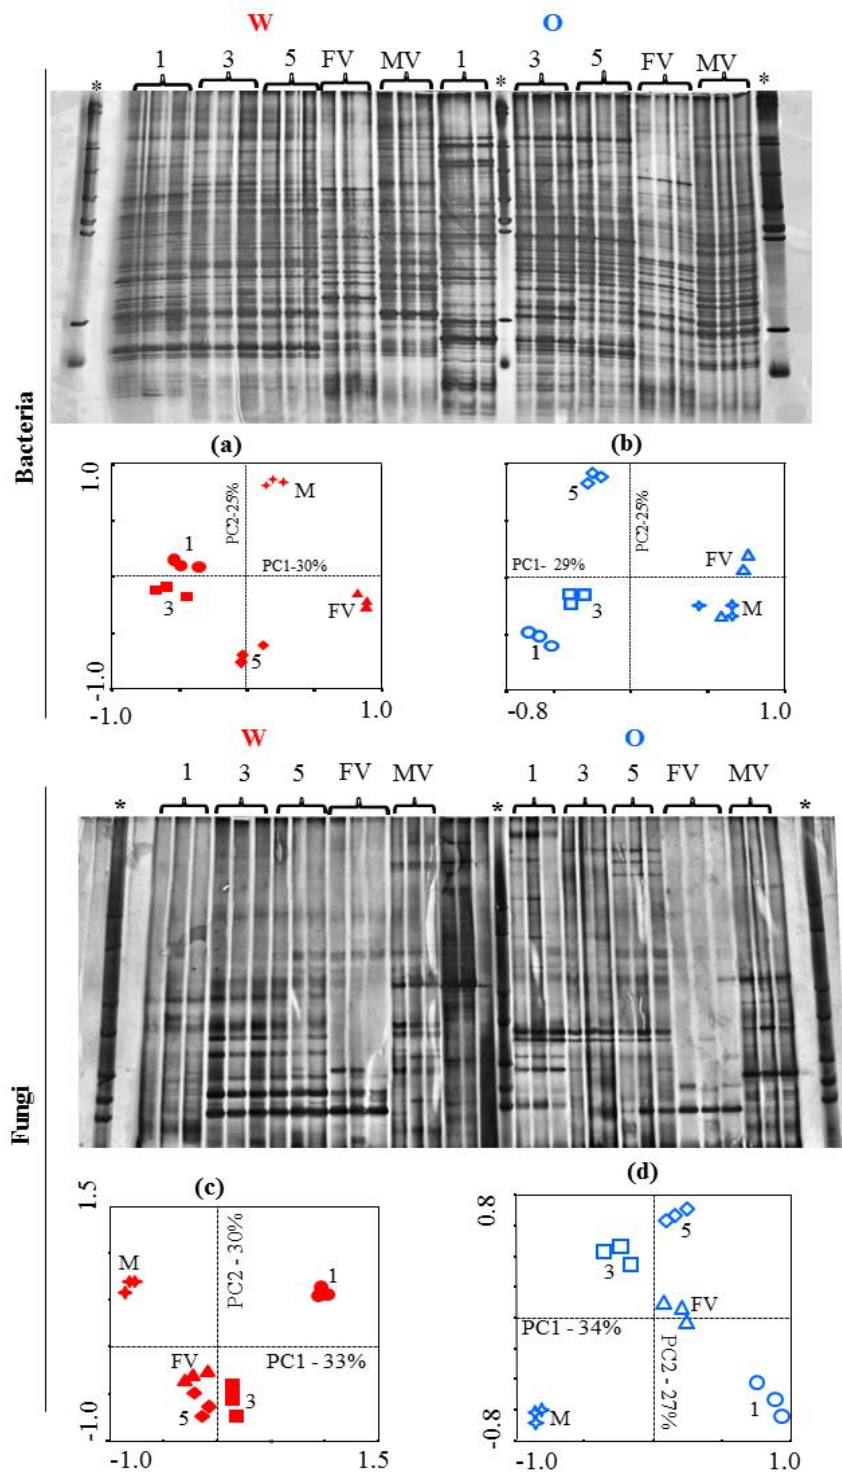 W O
1 3 5 FV MV 1 3 5 FV MV
* * *
Bacteria
(a) (b)
1.0
PC2-25%
M
1
PC1-30%
3
FV
5
-1.0
-1.0 1.0
5
PC2-25%
PC1- 29%
FV
3
M
1
-0.8 1.0
W O
1 3 5 FV MV 1 3 5 FV MV
* * *
Fungi
(c) (d)
1.5
PC2 - 30%
M
1
PC1 - 33%
FV
3
5
-1.0
-1.0 1.5
0.8
5
3
FV
PC1 - 34%
PC2 - 27%
1
M
-0.8
-1.0 1.0